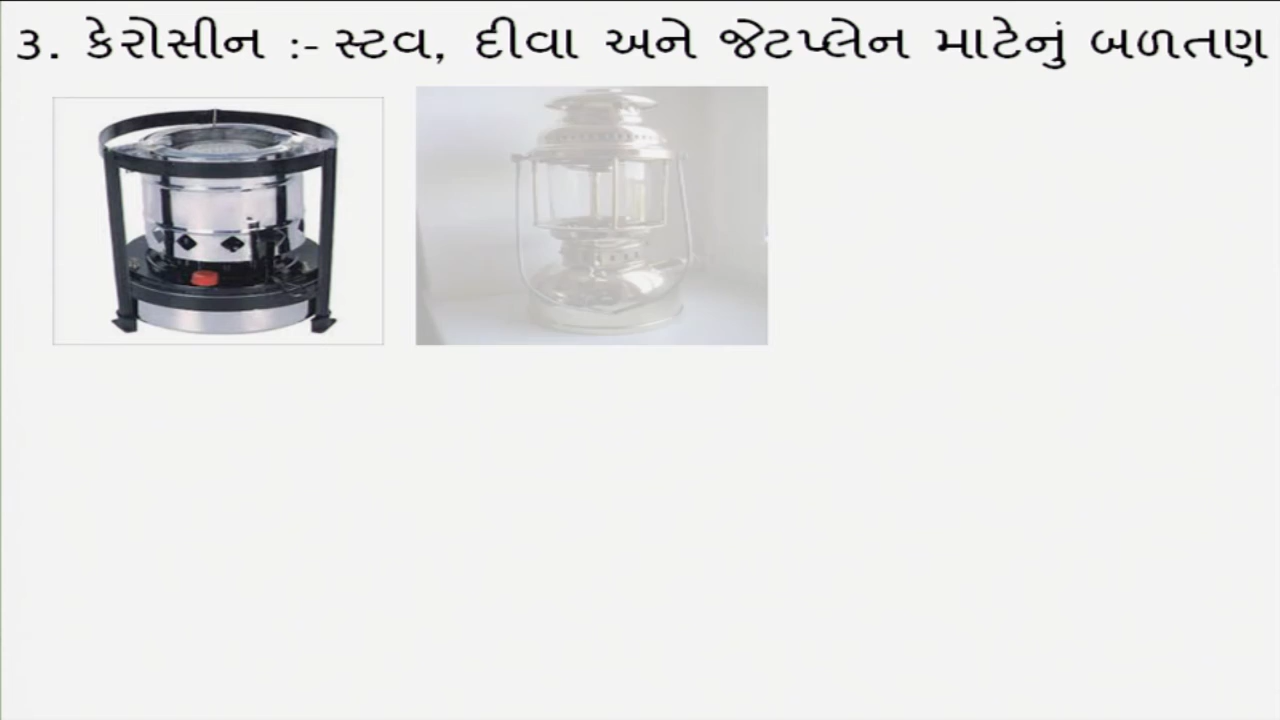 ૩. કેરોસીન :- સ્ટવ, દીવા અને જેટપ્લેન માટેનું બળતણ